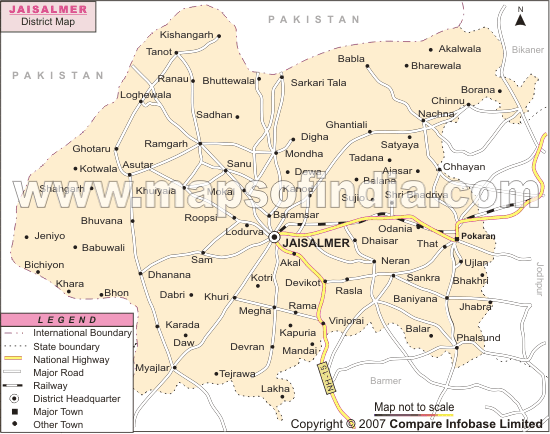 JAISALMER
District Map
PAKISTAN
PAKISTAN
N
Bikaner
Kishangarh
Tanot
Akalwala
Babla
Bharewala
Ranau
Bhuttewala
Sarkari Tala
Borana
Loghewala
Chinnu
Nachna
Sadhan
Ghantiali
Digha
Satyaya
Ghotaru
Ramgarh
Mondha
Tadana
Kotwala
Asutar
Sanu
Dewa
Ajasar
Chhayan
Shahgarh
Khuiyala
Mokal
Kanon
Balana
Sujio
Shri Bhadriya
www.mapsofindia.com
Bhuvana
Roopsi
Baramsar
Lodurva
Odania
JAISALMER
Dhaisar
That
Pokaran
Jeniyo
Babuwali
Sam
Akal
Neran
Ujlan
Bichiyon
Dhanana
Kotri
Devikot
Sankra
Bhakhri
Jodhpur
Khara
Bhon
Dabri
Khuri
Rasla
Baniyana
Jhabra
Megha
Rama
Karada
Daw
Kapuria
Vinjorai
Balar
Phalsund
Devran
Mandai
Myajlar
Tejrawa
Lakha
NH-15
Barmer
LEGEND
International Boundary
State boundary
National Highway
Major Road
Railway
District Headquarter
Major Town
Other Town
Map not to scale
Copyright © 2007 Compare Infobase Limited